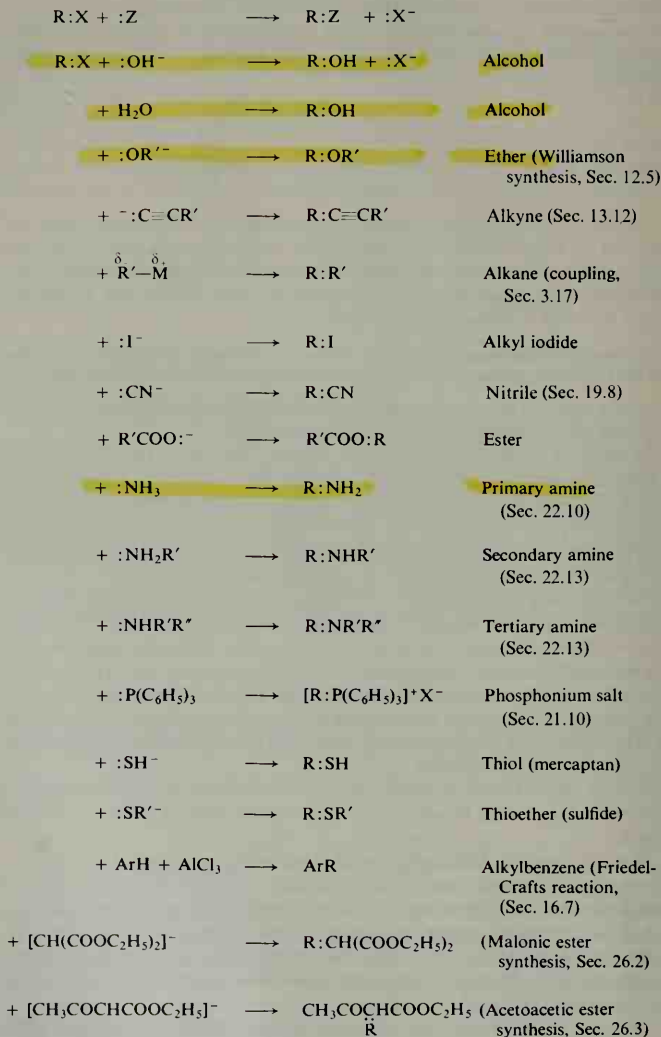 R:X + :Z ⟶ R:Z + :X⁻
R:X + :OH⁻ ⟶ R:OH + :X⁻ Alcohol
+ H₂O ⟶ R:OH Alcohol
+ :OR′⁻ ⟶ R:OR′ Ether (Williamson
synthesis, Sec. 12.5)
+ ⁻:C≡CR′ ⟶ R:C≡CR′ Alkyne (Sec. 13.12)
δ₋ δ₊
+ R′—M ⟶ R:R′ Alkane (coupling,
Sec. 3.17)
+ :I⁻ ⟶ R:I Alkyl iodide
+ :CN⁻ ⟶ R:CN Nitrile (Sec. 19.8)
+ R′COO:⁻ ⟶ R′COO:R Ester
+ :NH₃ ⟶ R:NH₂ Primary amine
(Sec. 22.10)
+ :NH₂R′ ⟶ R:NHR′ Secondary amine
(Sec. 22.13)
+ :NHR′R″ ⟶ R:NR′R″ Tertiary amine
(Sec. 22.13)
+ :P(C₆H₅)₃ ⟶ [R:P(C₆H₅)₃]⁺X⁻ Phosphonium salt
(Sec. 21.10)
+ :SH⁻ ⟶ R:SH Thiol (mercaptan)
+ :SR′⁻ ⟶ R:SR′ Thioether (sulfide)
+ ArH + AlCl₃ ⟶ ArR Alkylbenzene (Friedel-
Crafts reaction,
(Sec. 16.7)
+ [CH(COOC₂H₅)₂]⁻ ⟶ R:CH(COOC₂H₅)₂ (Malonic ester
synthesis, Sec. 26.2)
+ [CH₃COCHCOOC₂H₅]⁻ ⟶ CH₃COCHCOOC₂H₅ (Acetoacetic ester
R̈ synthesis, Sec. 26.3)